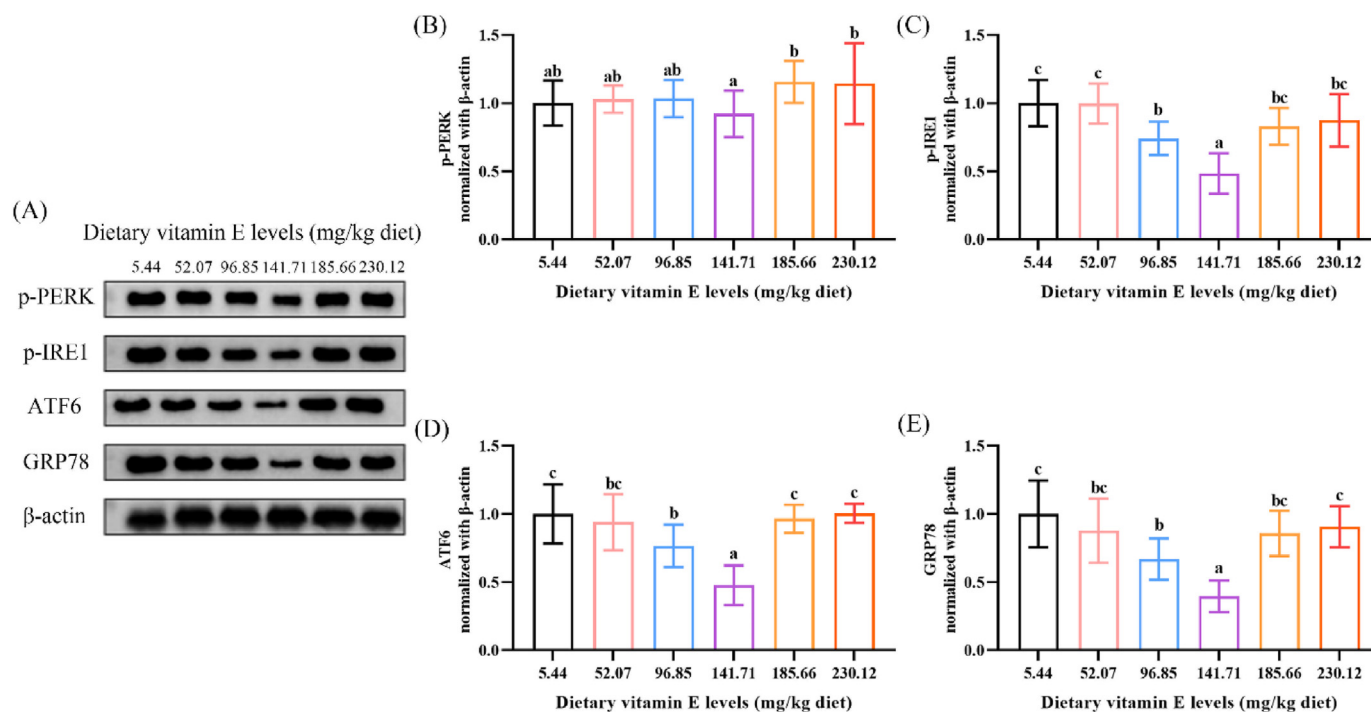 (A)
Dietary vitamin E levels (mg/kg diet)
5.44 52.07 96.85 141.71 185.66 230.12
p-PERK
p-IRE1
ATF6
GRP78
β-actin
(B)
p-PERK
normalized with β-actin
1.5
1.0
0.5
0.0
ab ab ab a b b
5.44 52.07 96.85 141.71 185.66 230.12
Dietary vitamin E levels (mg/kg diet)
(C)
p-IRE1
normalized with β-actin
1.5
1.0
0.5
0.0
c c b a bc bc
5.44 52.07 96.85 141.71 185.66 230.12
Dietary vitamin E levels (mg/kg diet)
(D)
ATF6
normalized with β-actin
1.5
1.0
0.5
0.0
c bc b a c c
5.44 52.07 96.85 141.71 185.66 230.12
Dietary vitamin E levels (mg/kg diet)
(E)
GRP78
normalized with β-actin
1.5
1.0
0.5
0.0
c bc b a bc c
5.44 52.07 96.85 141.71 185.66 230.12
Dietary vitamin E levels (mg/kg diet)